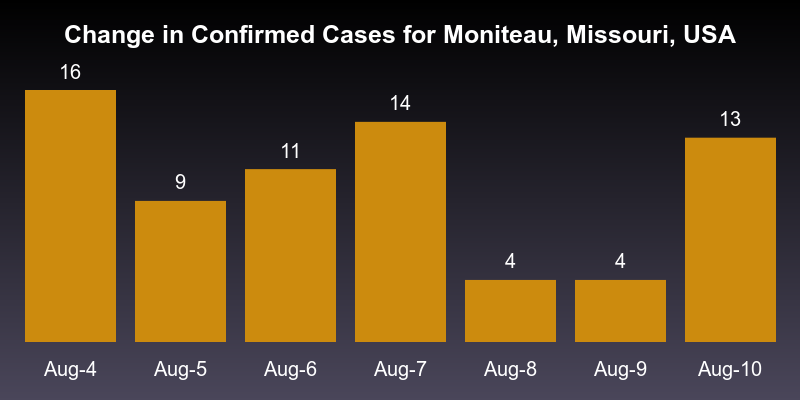 Change in Confirmed Cases for Moniteau, Missouri, USA
16
9
11
14
4
4
13
Aug-4
Aug-5
Aug-6
Aug-7
Aug-8
Aug-9
Aug-10